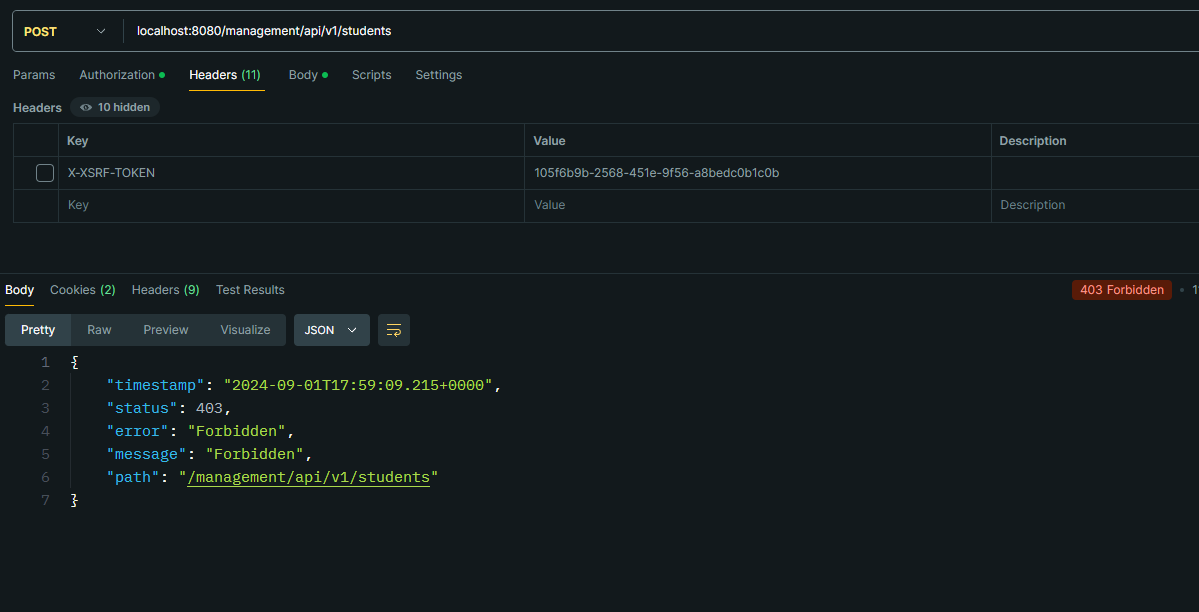 POST localhost:8080/management/api/v1/students
Params Authorization Headers (11) Body Scripts Settings
Headers 10 hidden
Key Value Description
X-XSRF-TOKEN 105f6b9b-2568-451e-9f56-a8bedc0b1c0b
Key Value Description
Body Cookies (2) Headers (9) Test Results 403 Forbidden
Pretty Raw Preview Visualize JSON
1 {
2 "timestamp": "2024-09-01T17:59:09.215+0000",
3 "status": 403,
4 "error": "Forbidden",
5 "message": "Forbidden",
6 "path": "/management/api/v1/students"
7 }